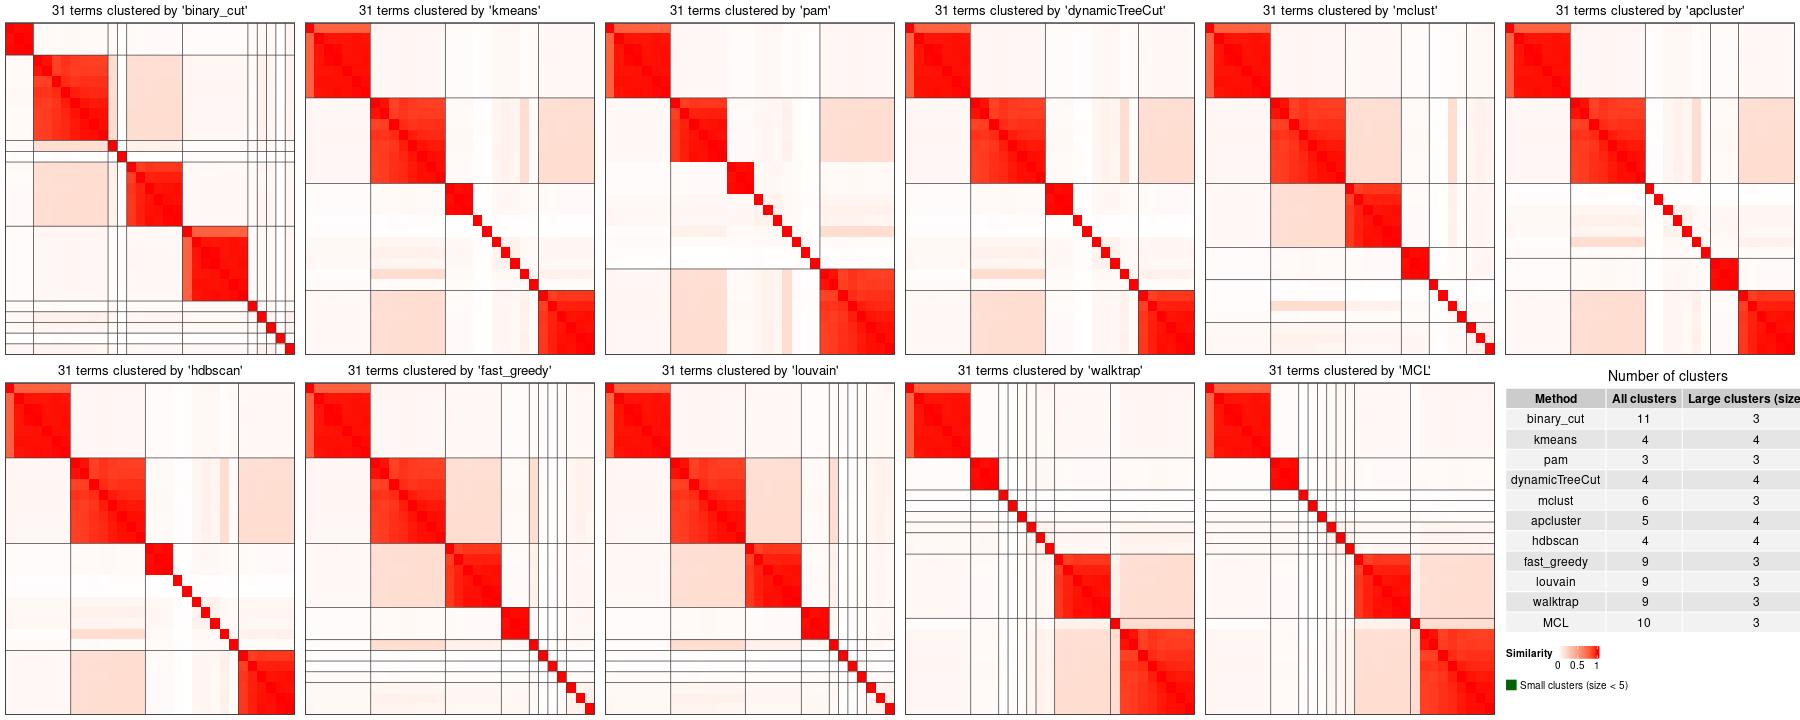 31 terms clustered by 'binary_cut'
31 terms clustered by 'kmeans'
31 terms clustered by 'pam'
31 terms clustered by 'dynamicTreeCut'
31 terms clustered by 'mclust'
31 terms clustered by 'apcluster'
31 terms clustered by 'hdbscan'
31 terms clustered by 'fast_greedy'
31 terms clustered by 'louvain'
31 terms clustered by 'walktrap'
31 terms clustered by 'MCL'
Number of clusters
Method All clusters Large clusters (size
binary_cut 11 3
kmeans 4 4
pam 3 3
dynamicTreeCut 4 4
mclust 6 3
apcluster 5 4
hdbscan 4 4
fast_greedy 9 3
louvain 9 3
walktrap 9 3
MCL 10 3
Similarity
0 0.5 1
Small clusters (size < 5)